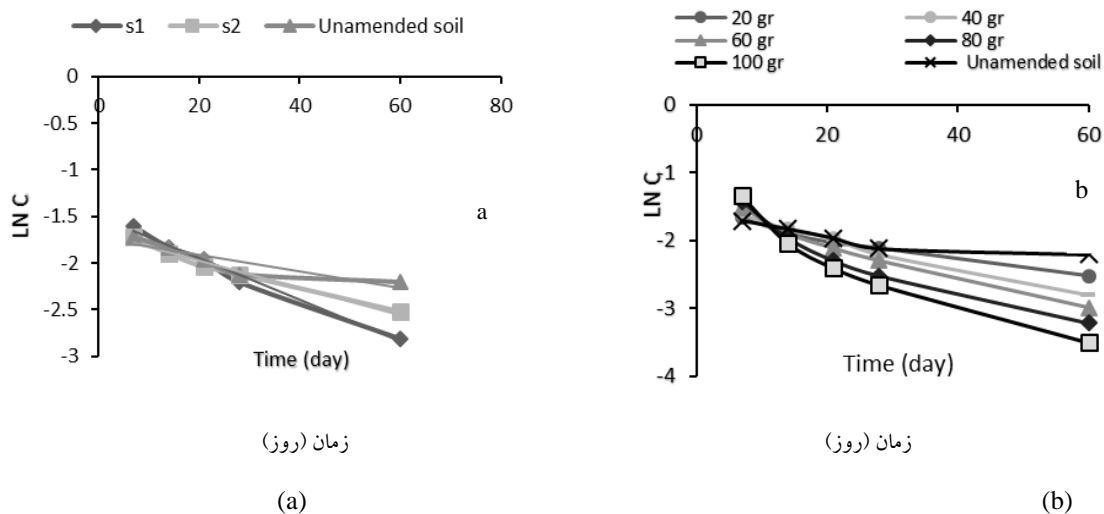 s1 s2 Unamended soil
0
0 20 40 60 80
-0.5
-1
-1.5
-2
-2.5
-3
LN C
a
Time (day)
زمان (روز)
(a)
20 gr 40 gr
60 gr 80 gr
100 gr Unamended soil
0
0 20 40 60
-1
-2
-3
-4
LN C
b
Time (day)
زمان (روز)
(b)